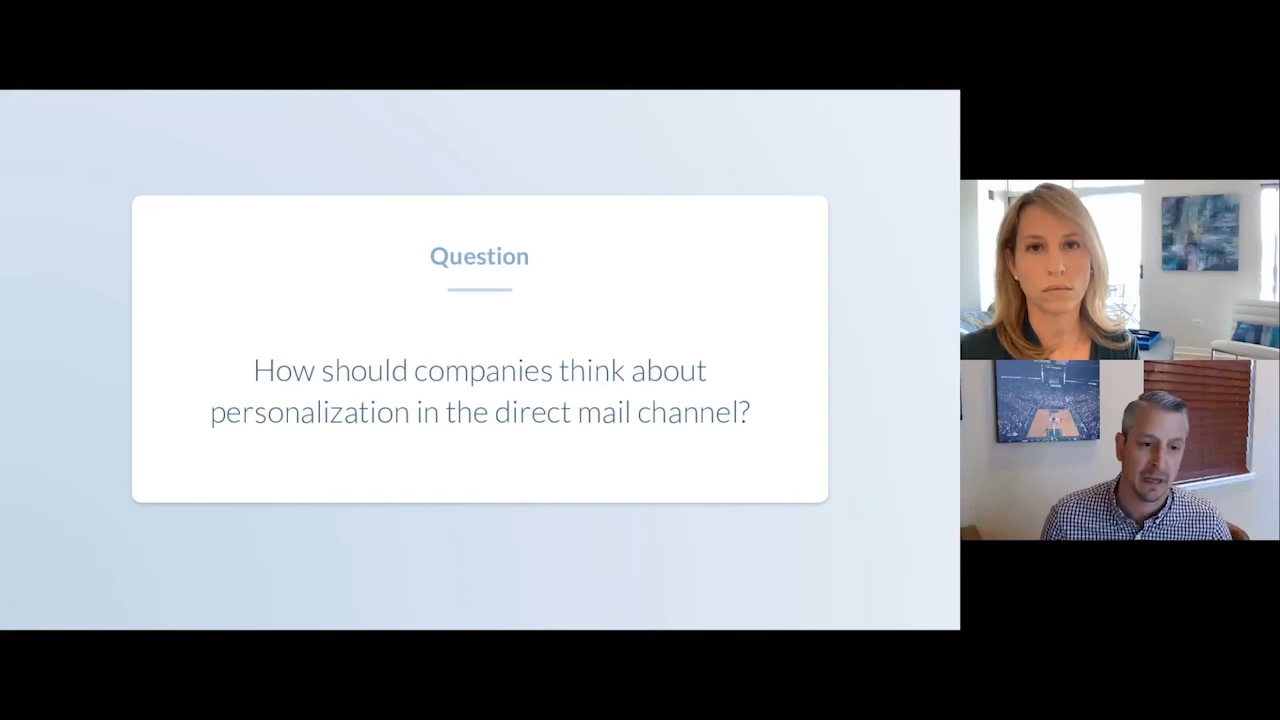 Question
How should companies think about
personalization in the direct mail channel?